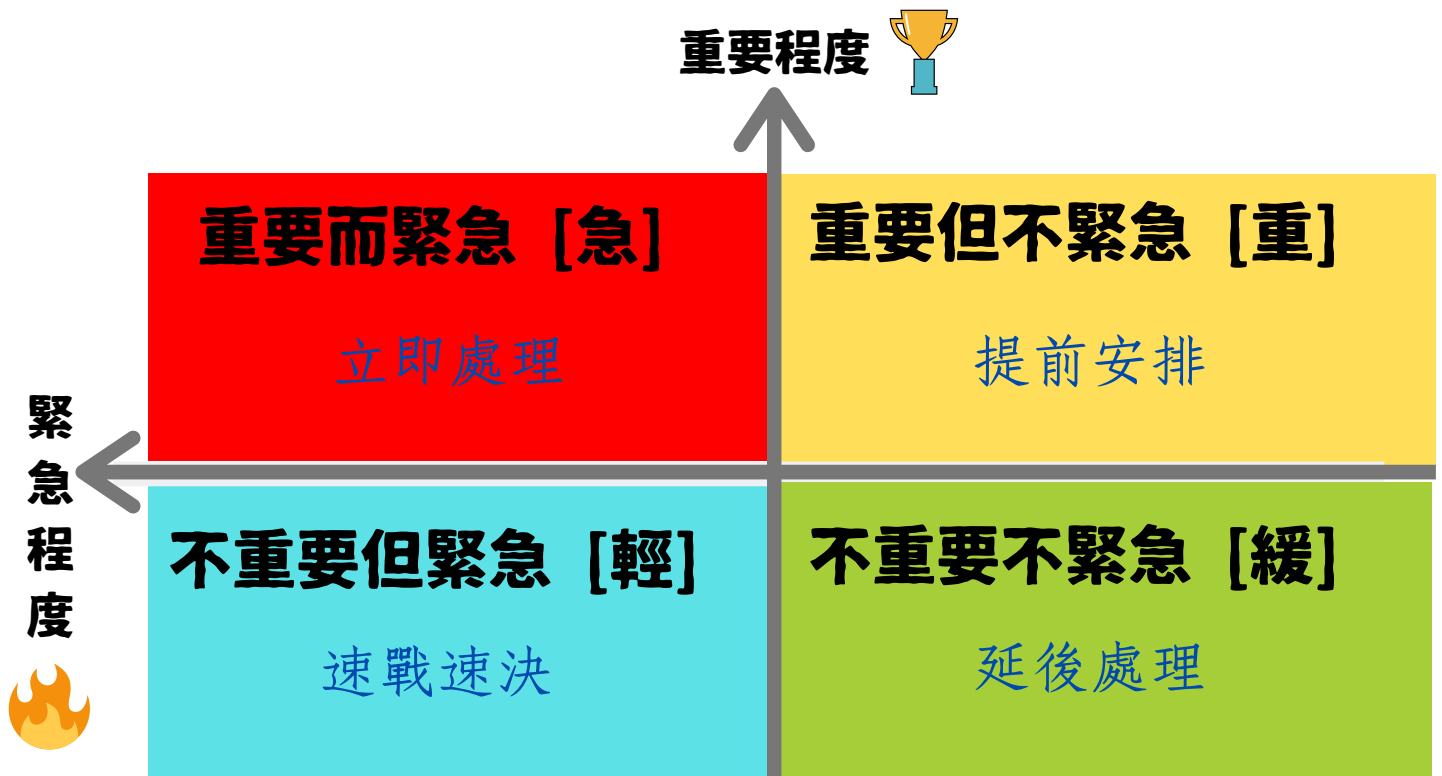 重要程度
重要而緊急 [急]
立即處理
重要但不緊急 [重]
提前安排
緊急程度
不重要但緊急 [輕]
速戰速決
不重要不緊急 [緩]
延後處理